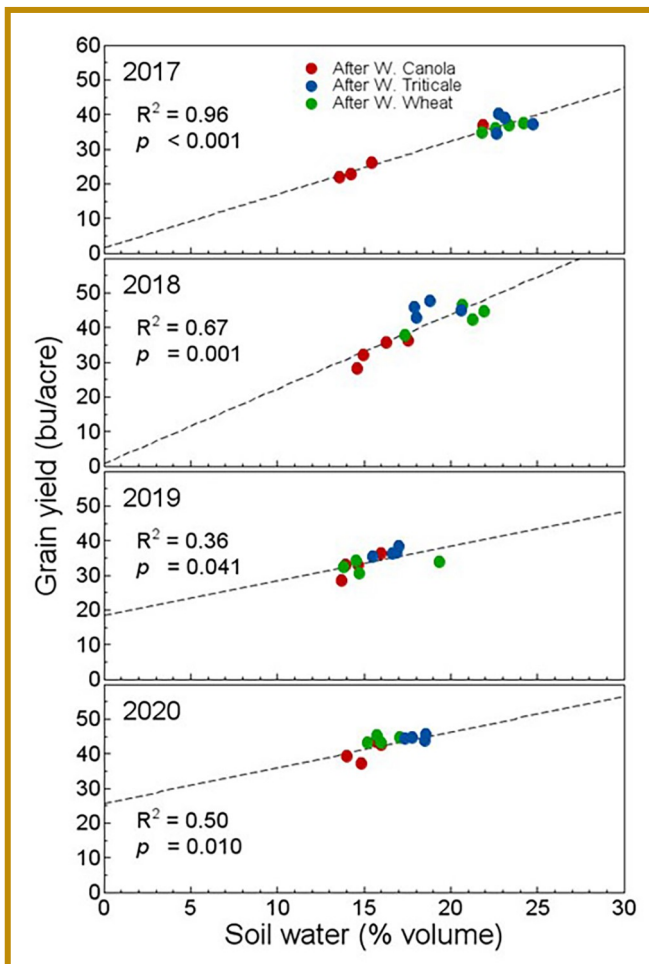 60
50
40
30
20
10
0
2017
R² = 0.96
p < 0.001
After W. Canola
After W. Triticale
After W. Wheat
50
40
30
20
10
0
2018
R² = 0.67
p = 0.001
50
40
30
20
10
0
2019
R² = 0.36
p = 0.041
50
40
30
20
10
0
2020
R² = 0.50
p = 0.010
0 5 10 15 20 25 30
Soil water (% volume)
Grain yield (bu/acre)